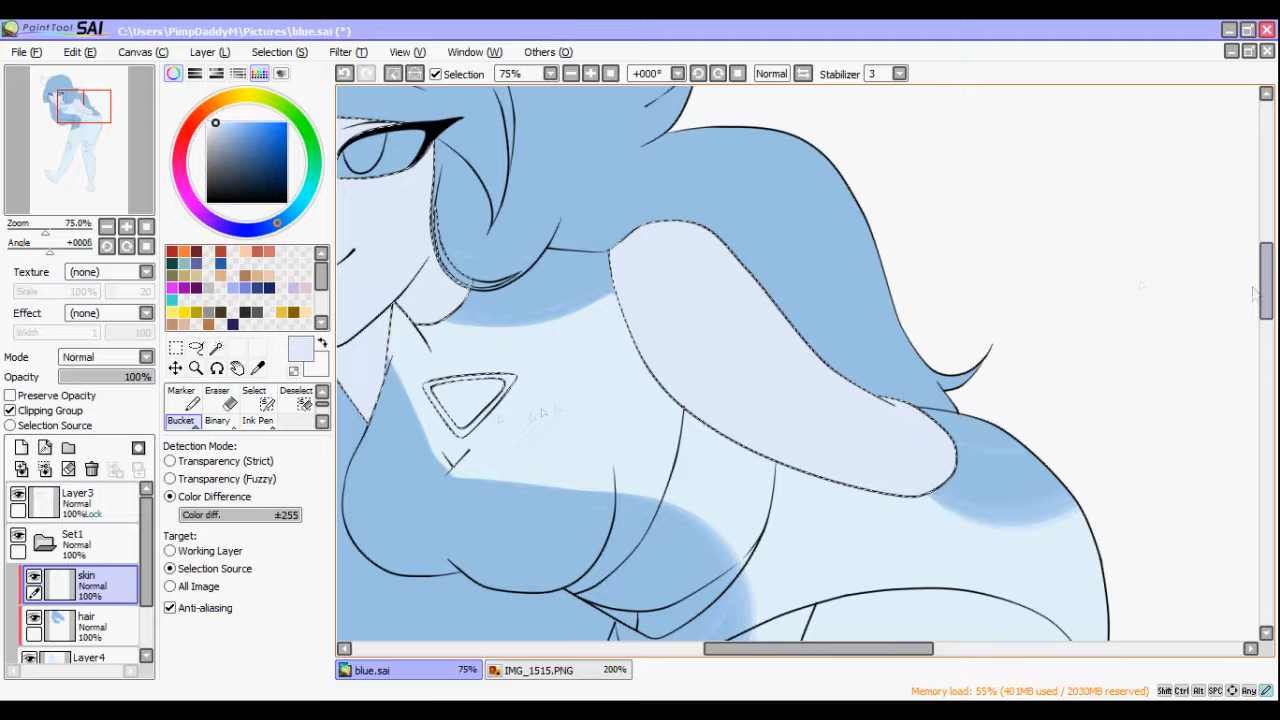 PaintTool SAI C:\Users\PimpDaddyM\Pictures\blue.sai (*)
File (F) Edit (E) Canvas (C) Layer (L) Selection (S) Filter (T) View (V) Window (W) Others (O)
Selection 75% +000° Normal Stabilizer 3
Zoom 75.0%
Angle +000ß
Texture (none)
Scale 100% 20
Effect (none)
Width 1 100
Mode Normal
Opacity 100%
Preserve Opacity
Clipping Group
Selection Source
Layer3
Normal
100% Lock
Set1
Normal
100%
skin
Normal
100%
hair
Normal
100%
Layer4
Marker Eraser Select Deselect
Bucket Binary Ink Pen
Detection Mode:
Transparency (Strict)
Transparency (Fuzzy)
Color Difference
Color diff. ±255
Target:
Working Layer
Selection Source
All Image
Anti-aliasing
blue.sai 75% IMG_1515.PNG 200%
Memory load: 55% (401MB used / 2030MB reserved) Shift Ctrl Alt SPC Any